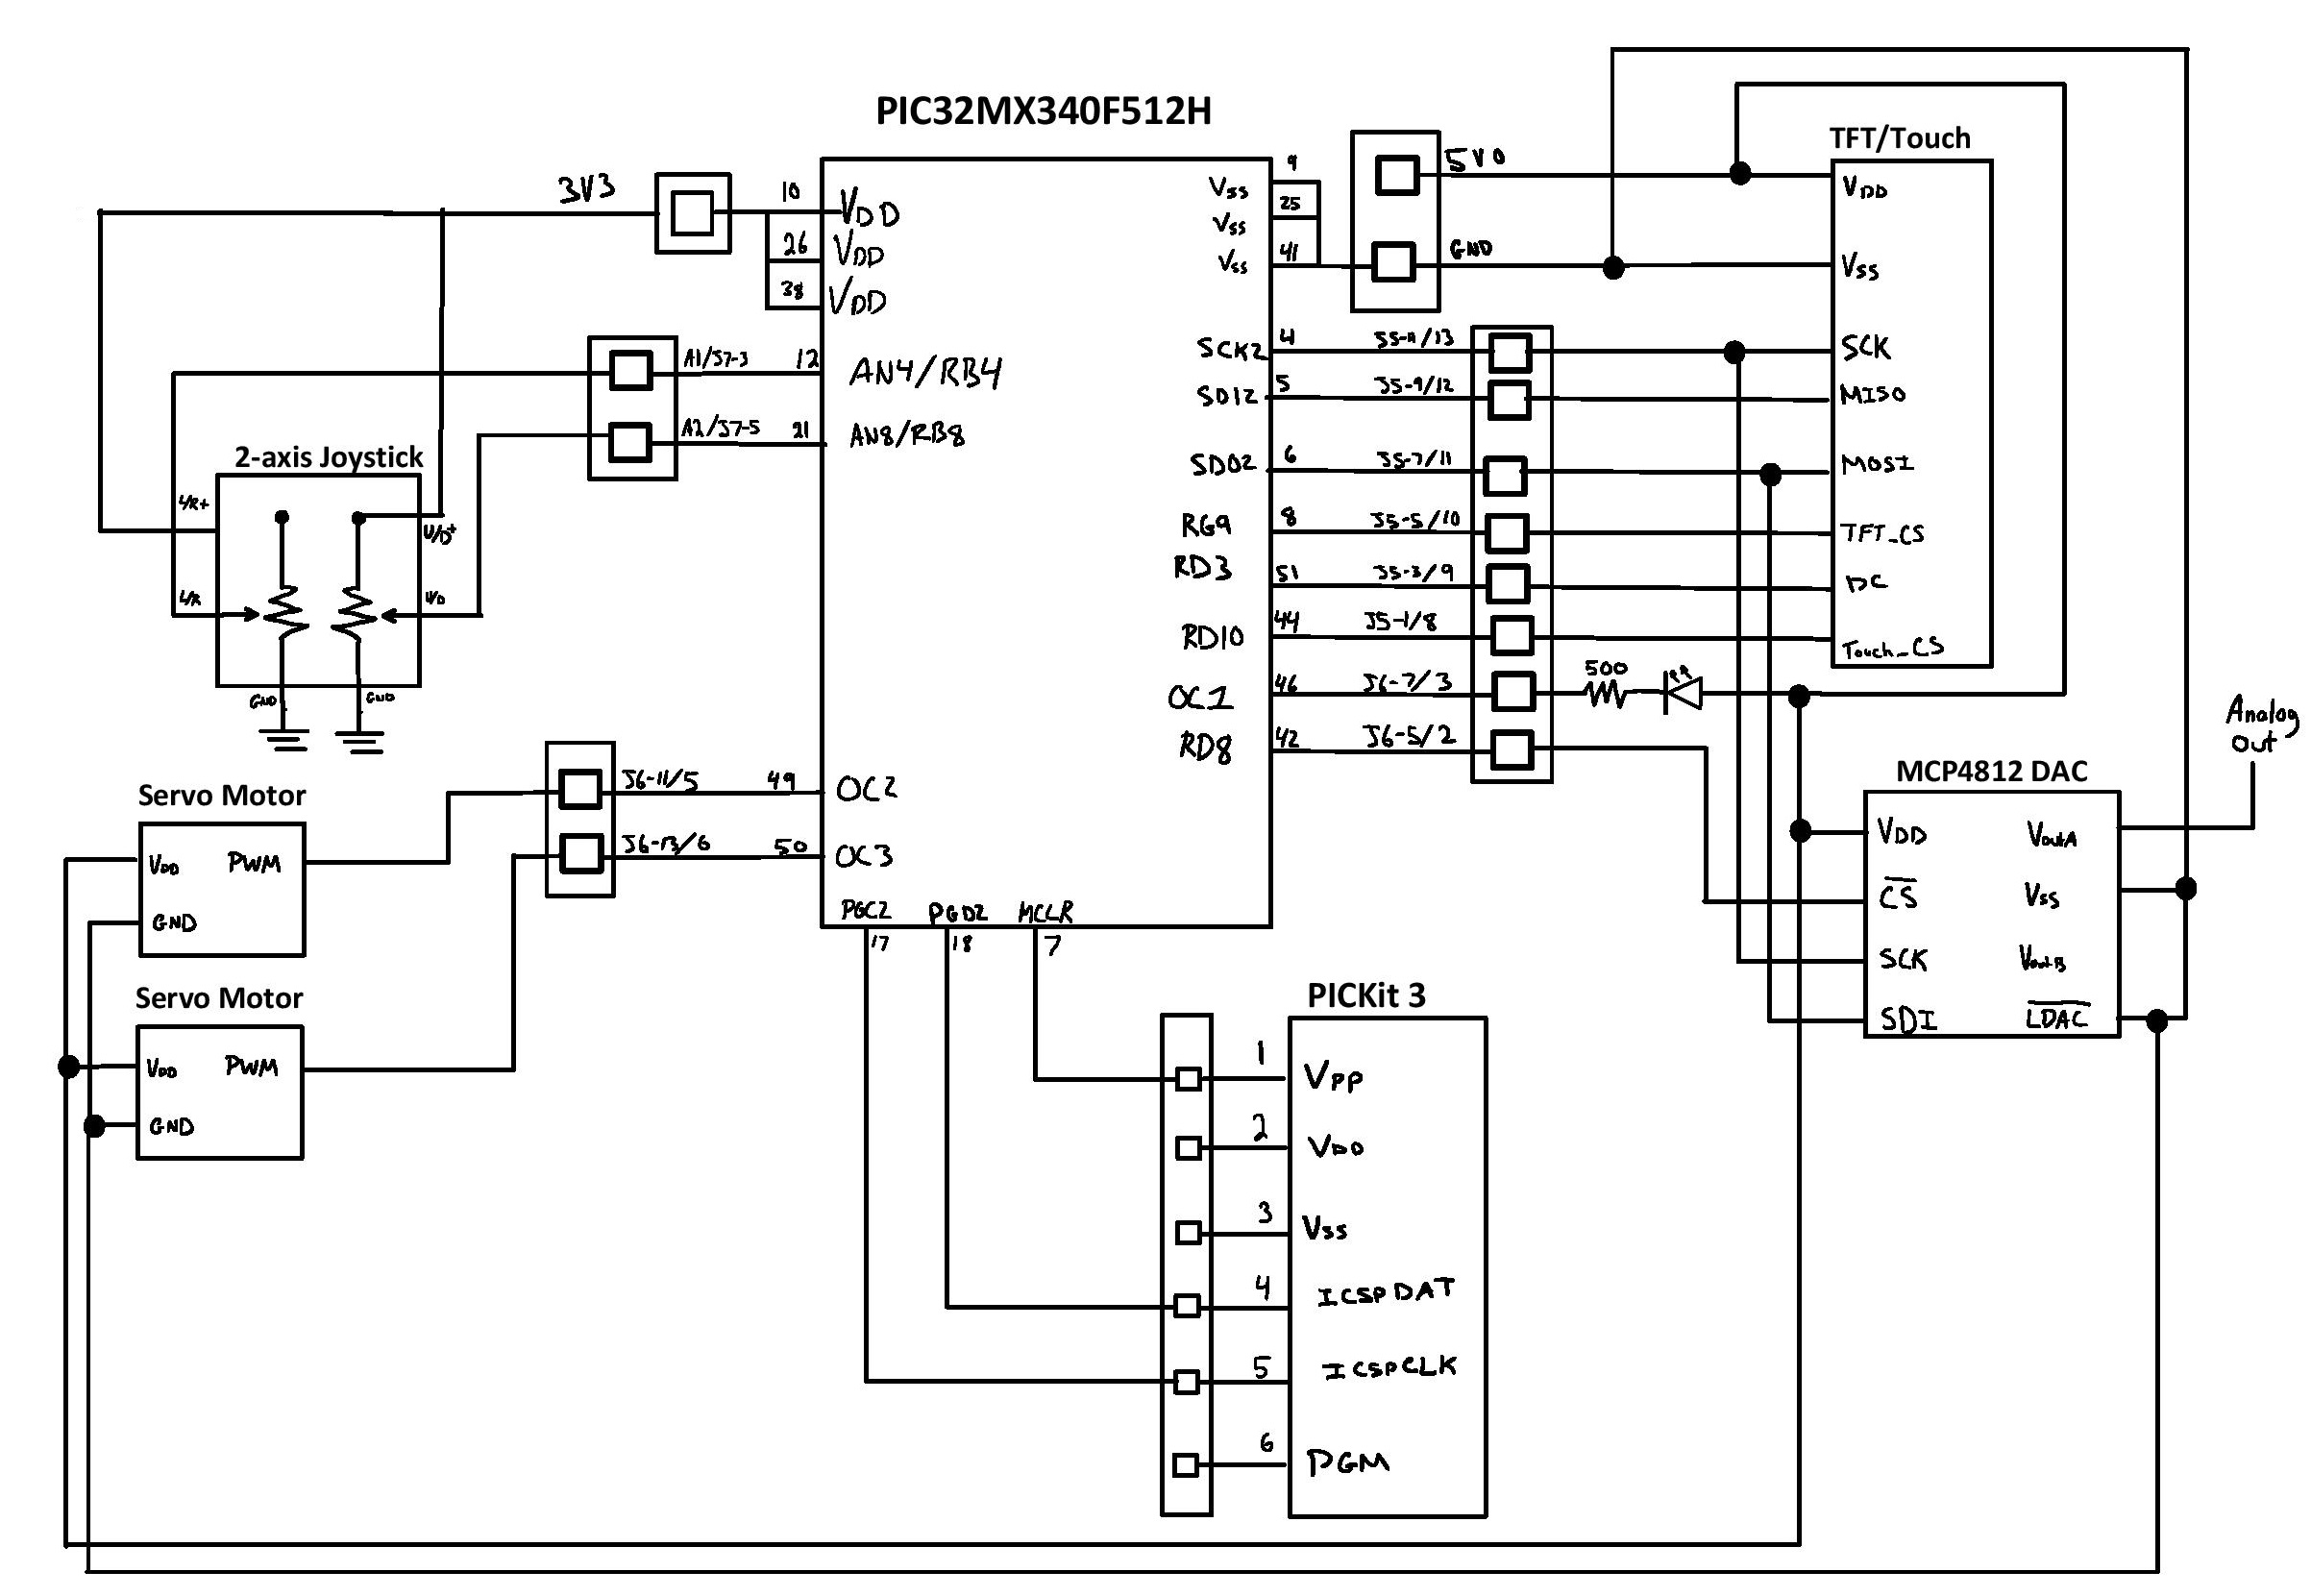 PIC32MX340F512H
3V3
10
VDD
26
VDD
38
VDD
A1/J7-3
12
AN4/RB4
A2/J7-5
21
AN8/RB8
2-axis Joystick
L/R+
U/D+
L/R
U/D
GND
GND
Servo Motor
VDD
PWM
GND
Servo Motor
VDD
PWM
GND
J6-11/5
49
OC2
J6-13/6
50
OC3
PGC2
PGD2
MCLR
17
18
7
Vss
9
Vss
25
Vss
41
5V0
GND
SCK2
4
J5-11/13
SDI2
5
J5-9/12
SDO2
6
J5-7/11
RG9
8
J5-5/10
RD3
51
J5-3/9
RD10
44
J5-1/8
OC1
46
J6-7/3
500
RD8
42
J6-5/2
TFT/Touch
VDD
Vss
SCK
MISO
MOSI
TFT_CS
DC
Touch_CS
Analog
Out
MCP4812 DAC
VDD
VoutA
CS
Vss
SCK
VoutB
SDI
LDAC
PICKit 3
1
Vpp
2
VDD
3
Vss
4
ICSPDAT
5
ICSPCLK
6
PGM